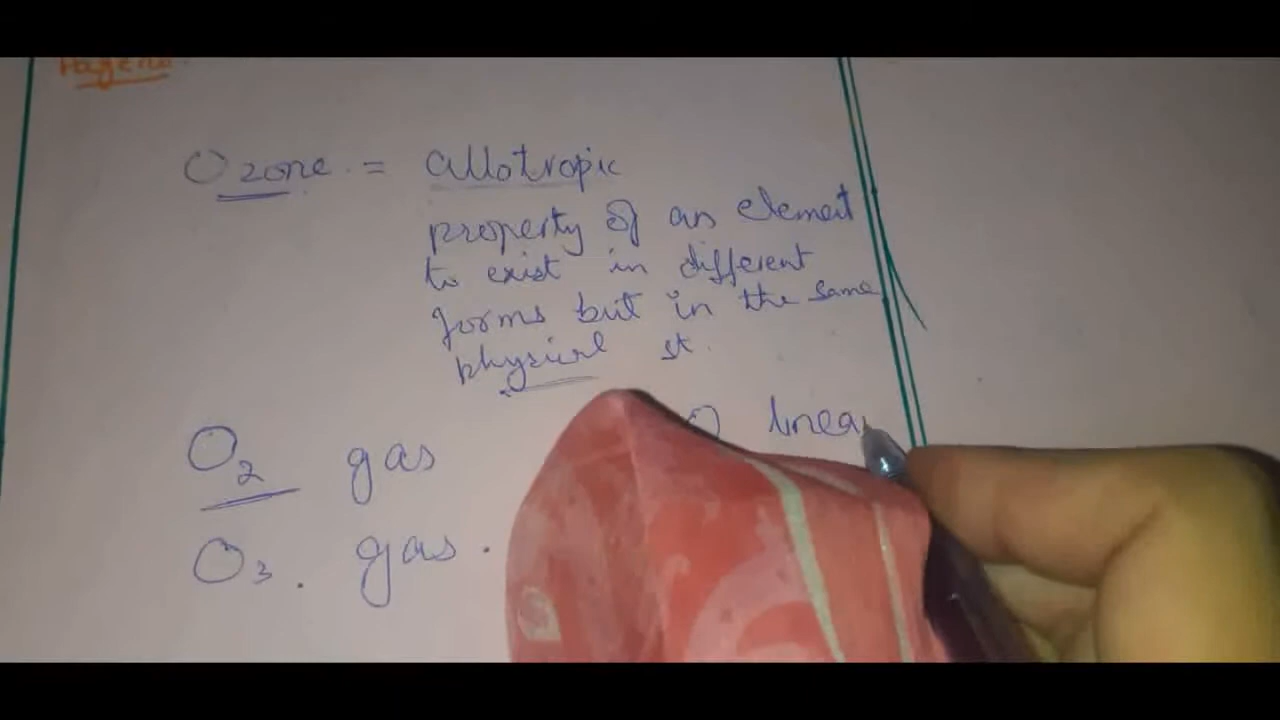 Ozone = allotropic
property of an element
to exist in different
forms but in the same
physical st.
O2 gas
O linea
O3. gas.